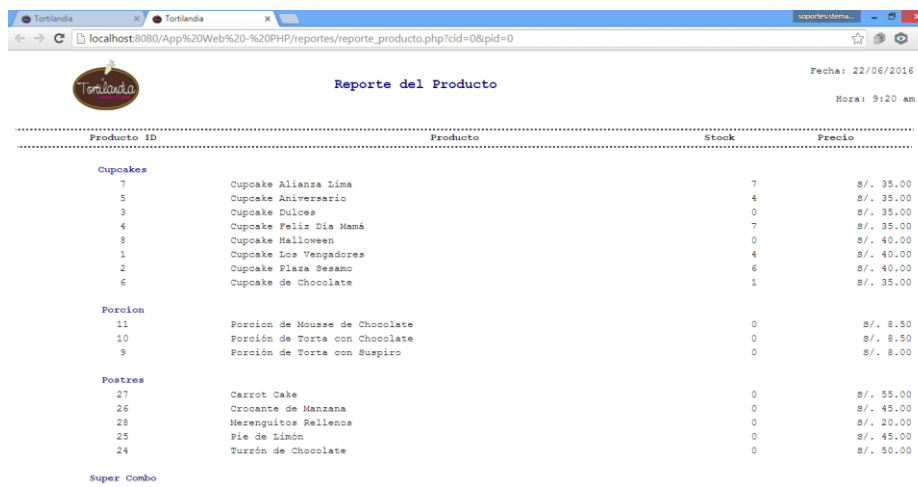 Tortilandia
Tortilandia
soportesistema...
localhost:8080/App%20Web%20-%20PHP/reportes/reporte_producto.php?cid=0&pid=0
Tortilandia
Reporte del Producto
Fecha: 22/06/2016
Hora: 9:20 am
Producto ID Producto Stock Precio
Cupcakes
7 Cupcake Alianza Lima 7 S/. 35.00
5 Cupcake Aniversario 4 S/. 35.00
3 Cupcake Dulces 0 S/. 35.00
4 Cupcake Feliz Día Mamá 7 S/. 35.00
8 Cupcake Halloween 0 S/. 40.00
1 Cupcake Los Vengadores 4 S/. 40.00
2 Cupcake Plaza Sesamo 6 S/. 40.00
6 Cupcake de Chocolate 1 S/. 35.00
Porcion
11 Porcion de Mousse de Chocolate 0 S/. 8.50
10 Porción de Torta con Chocolate 0 S/. 8.50
9 Porción de Torta con Suspiro 0 S/. 8.00
Postres
27 Carrot Cake 0 S/. 55.00
26 Crocante de Manzana 0 S/. 45.00
28 Merenguitos Rellenos 0 S/. 20.00
25 Pie de Limón 0 S/. 45.00
24 Turrón de Chocolate 0 S/. 50.00
Super Combo